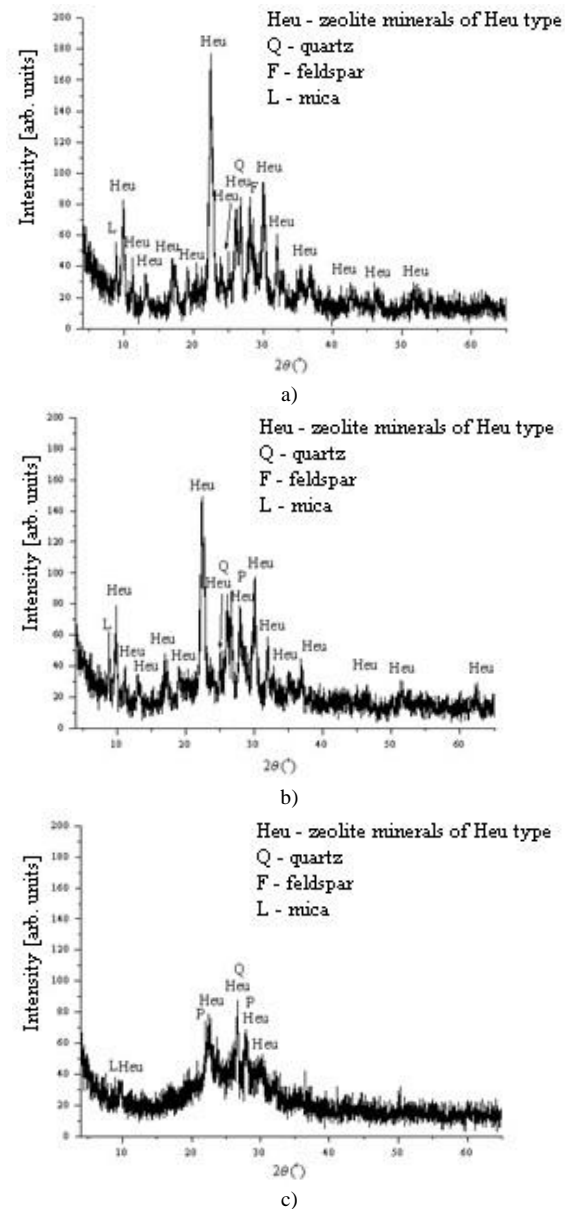 Heu - zeolite minerals of Heu type
Q - quartz
F - feldspar
L - mica
Intensity [arb. units]
200
180
160
140
120
100
80
60
40
20
0
Heu
Heu
L
Heu
Heu
Heu
Heu
Heu
Heu
Q
Heu
F
Heu
Heu
Heu
Heu
Heu
Heu
10 20 30 40 50 60
2θ(°)
a)
Heu - zeolite minerals of Heu type
Q - quartz
F - feldspar
L - mica
Intensity [arb. units]
200
180
160
140
120
100
80
60
40
20
0
Heu
Heu
L
Heu
Heu
Heu
Heu
Heu
Q
P
Heu
Heu
Heu
Heu
Heu
Heu
Heu
Heu
10 20 30 40 50 60
2θ(°)
b)
Heu - zeolite minerals of Heu type
Q - quartz
F - feldspar
L - mica
Intensity [arb. units]
200
180
160
140
120
100
80
60
40
20
0
L Heu
P
Heu
Q
Heu
P
Heu
Heu
10 20 30 40 50 60
2θ(°)
c)